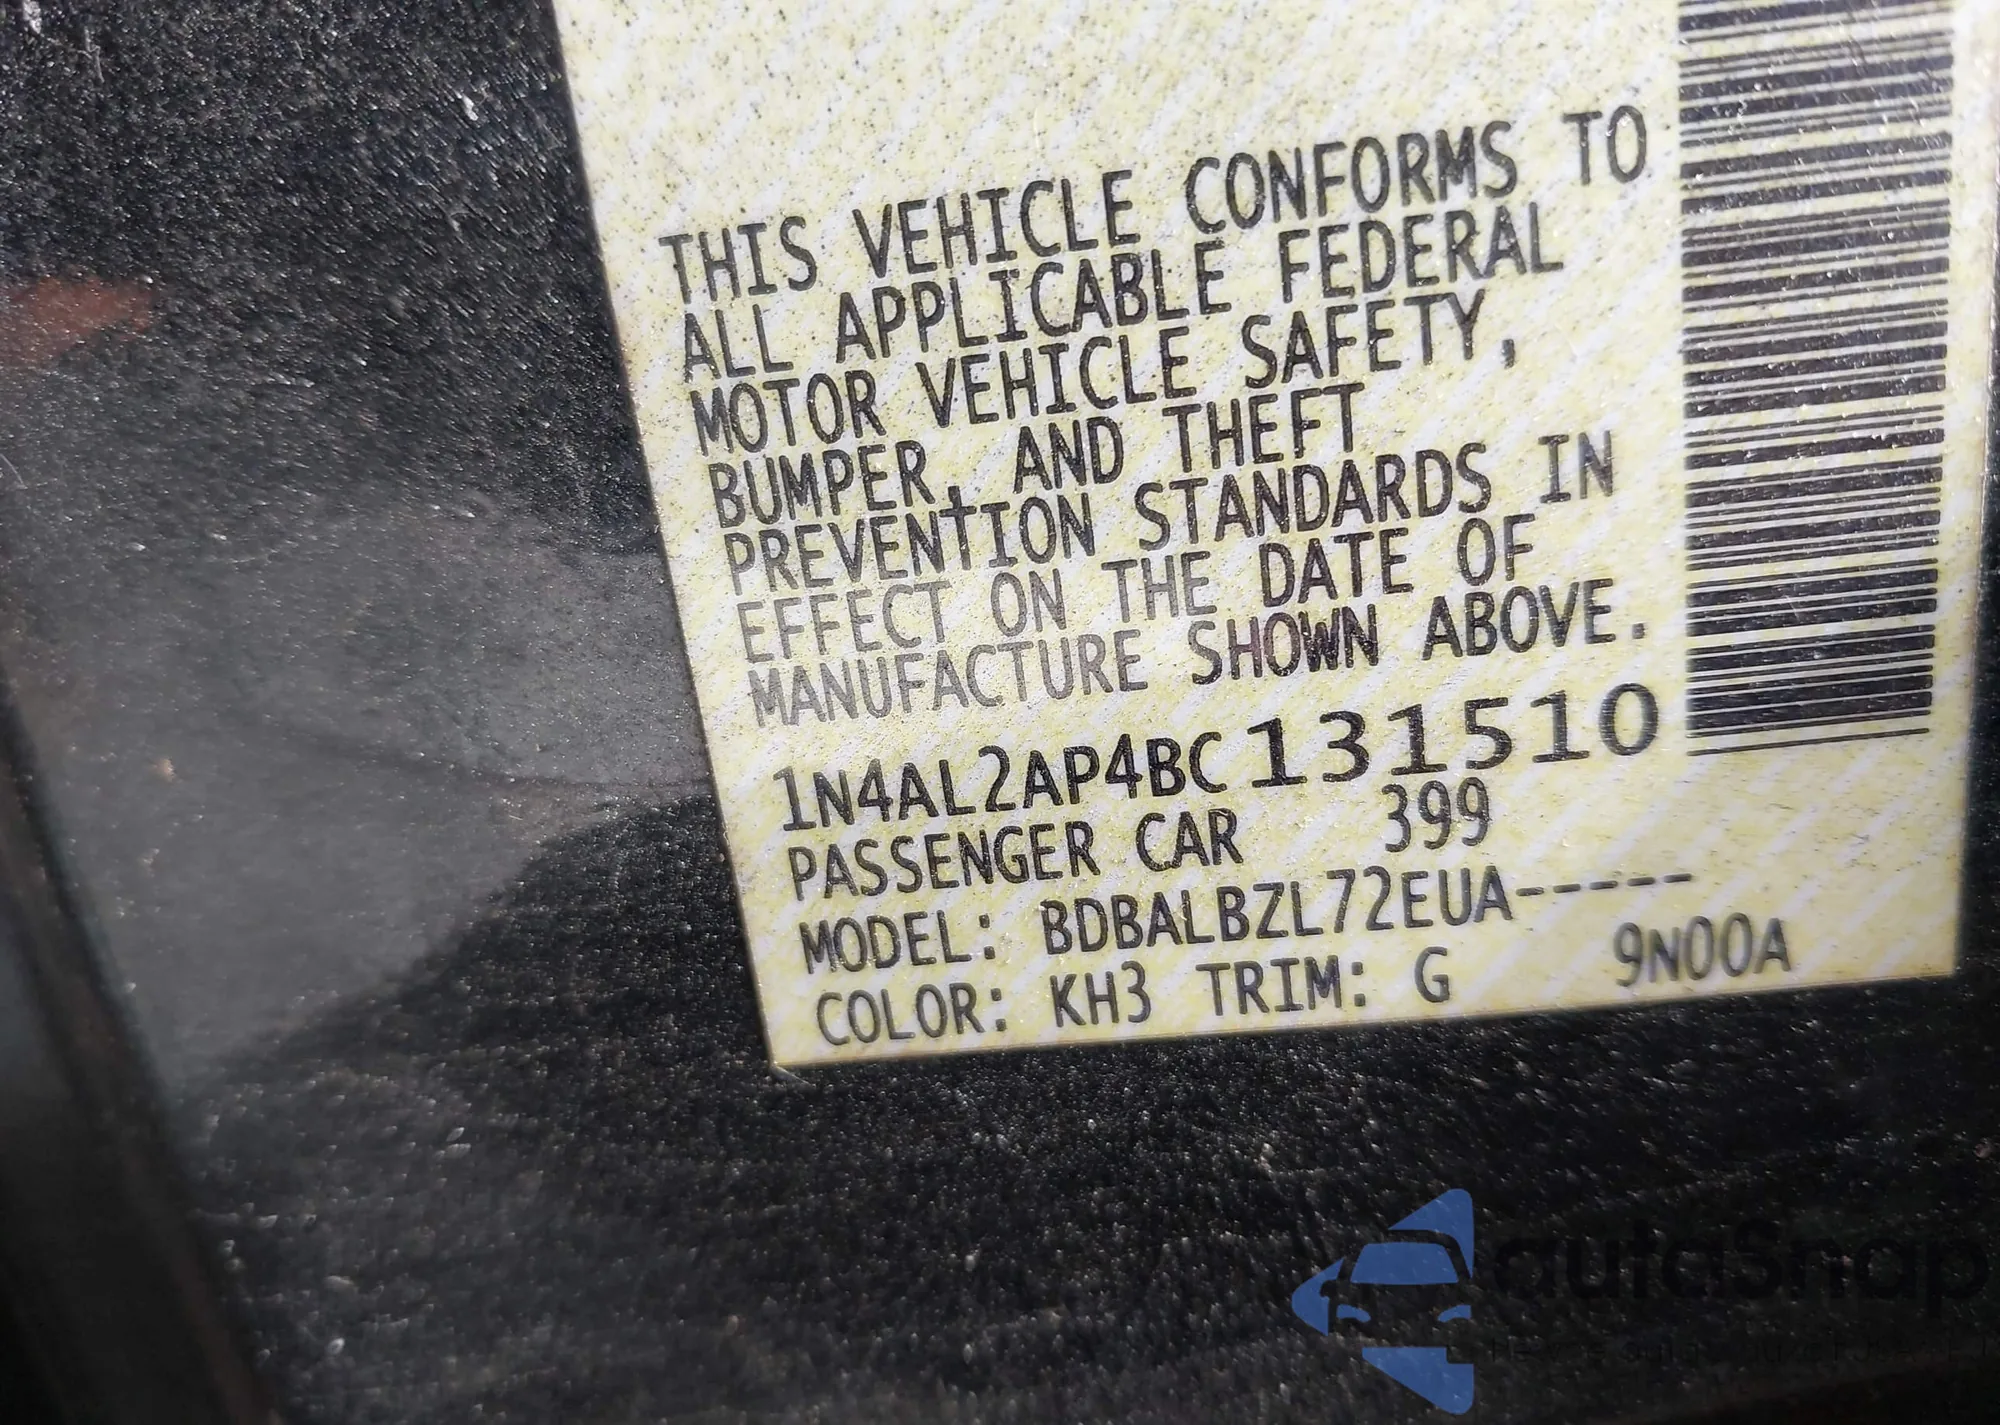 THIS VEHICLE CONFORMS TO
ALL APPLICABLE FEDERAL
MOTOR VEHICLE SAFETY,
BUMPER, AND THEFT
PREVENTION STANDARDS IN
EFFECT ON THE DATE OF
MANUFACTURE SHOWN ABOVE.
1N4AL2AP4BC131510
PASSENGER CAR 399
MODEL: BDBALBZL72EUA-----
COLOR: KH3 TRIM: G 9N00A
autosnap